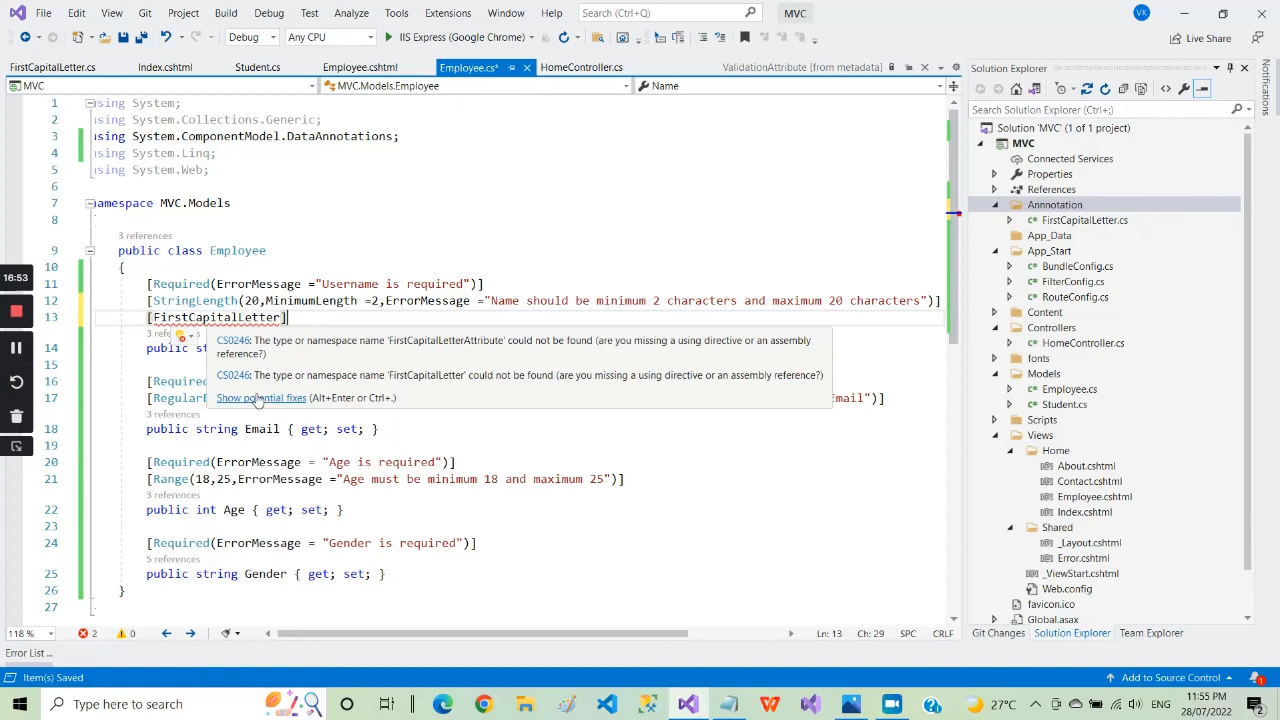 File Edit View Git Project Build Debug Test Analyze Tools Extensions Window Help Search (Ctrl+Q) MVC VK
Debug Any CPU IIS Express (Google Chrome) Live Share
FirstCapitalLetter.cs Index.cshtml Student.cs Employee.cshtml Employee.cs* HomeController.cs ValidationAttribute [from metadata]
MVC MVC.Models.Employee Name
1 using System;
2 using System.Collections.Generic;
3 using System.ComponentModel.DataAnnotations;
4 using System.Linq;
5 using System.Web;
6
7 namespace MVC.Models
8
3 references
9 public class Employee
10 {
11 [Required(ErrorMessage ="Username is required")]
12 [StringLength(20,MinimumLength =2,ErrorMessage ="Name should be minimum 2 characters and maximum 20 characters")]
13 [FirstCapitalLetter]
3 refe
14 public st
CS0246: The type or namespace name 'FirstCapitalLetterAttribute' could not be found (are you missing a using directive or an assembly
reference?)
CS0246: The type or namespace name 'FirstCapitalLetter' could not be found (are you missing a using directive or an assembly reference?)
Show potential fixes (Alt+Enter or Ctrl+.)
15
16 [Required
17 [RegularE Email")]
3 references
18 public string Email { get; set; }
19
20 [Required(ErrorMessage = "Age is required")]
21 [Range(18,25,ErrorMessage ="Age must be minimum 18 and maximum 25")]
3 references
22 public int Age { get; set; }
23
24 [Required(ErrorMessage = "Gender is required")]
5 references
25 public string Gender { get; set; }
26 }
27
16:53
118 % 2 0 Ln: 13 Ch: 29 SPC CRLF
Error List ...
Item(s) Saved Add to Source Control 1
Solution Explorer
Search Solution Explorer (Ctrl+;)
Solution 'MVC' (1 of 1 project)
MVC
Connected Services
Properties
References
Annnotation
FirstCapitalLetter.cs
App_Data
App_Start
BundleConfig.cs
FilterConfig.cs
RouteConfig.cs
Content
Controllers
HomeController.cs
fonts
Models
Employee.cs
Student.cs
Scripts
Views
Home
About.cshtml
Contact.cshtml
Employee.cshtml
Index.cshtml
Shared
_Layout.cshtml
Error.cshtml
_ViewStart.cshtml
Web.config
favicon.ico
Global.asax
Git Changes Solution Explorer Team Explorer
Notifications
Type here to search
27°C ENG
11:55 PM
28/07/2022
2